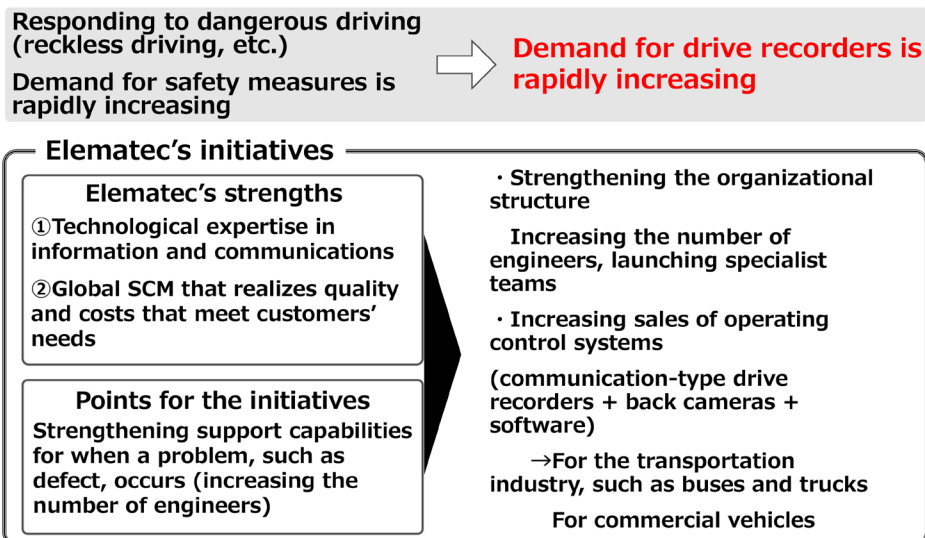 Responding to dangerous driving
(reckless driving, etc.)
Demand for safety measures is
rapidly increasing
Demand for drive recorders is
rapidly increasing
Elematec’s initiatives
Elematec’s strengths
①Technological expertise in
information and communications
②Global SCM that realizes quality
and costs that meet customers’
needs
Points for the initiatives
Strengthening support capabilities
for when a problem, such as
defect, occurs (increasing the
number of engineers)
・Strengthening the organizational
structure
Increasing the number of
engineers, launching specialist
teams
・Increasing sales of operating
control systems
(communication-type drive
recorders + back cameras +
software)
→For the transportation
industry, such as buses and trucks
For commercial vehicles